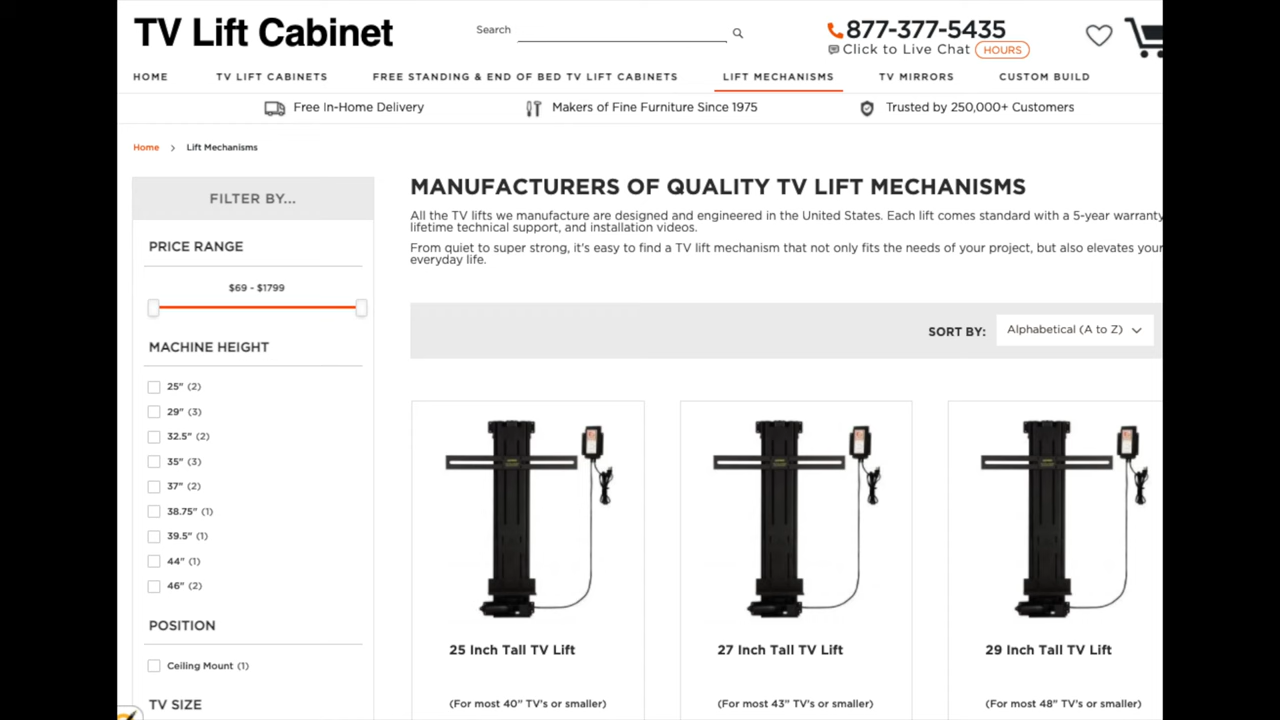 TV Lift Cabinet
Search
877-377-5435
Click to Live Chat HOURS
HOME
TV LIFT CABINETS
FREE STANDING & END OF BED TV LIFT CABINETS
LIFT MECHANISMS
TV MIRRORS
CUSTOM BUILD
Free In-Home Delivery
Makers of Fine Furniture Since 1975
Trusted by 250,000+ Customers
Home > Lift Mechanisms
FILTER BY...
PRICE RANGE
$69 - $1799
MACHINE HEIGHT
25" (2)
29" (3)
32.5" (2)
35" (3)
37" (2)
38.75" (1)
39.5" (1)
44" (1)
46" (2)
POSITION
Ceiling Mount (1)
TV SIZE
MANUFACTURERS OF QUALITY TV LIFT MECHANISMS
All the TV lifts we manufacture are designed and engineered in the United States. Each lift comes standard with a 5-year warranty
lifetime technical support, and installation videos.
From quiet to super strong, it's easy to find a TV lift mechanism that not only fits the needs of your project, but also elevates your
everyday life.
SORT BY:
Alphabetical (A to Z)
25 Inch Tall TV Lift
(For most 40" TV's or smaller)
27 Inch Tall TV Lift
(For most 43" TV's or smaller)
29 Inch Tall TV Lift
(For most 48" TV's or smaller)